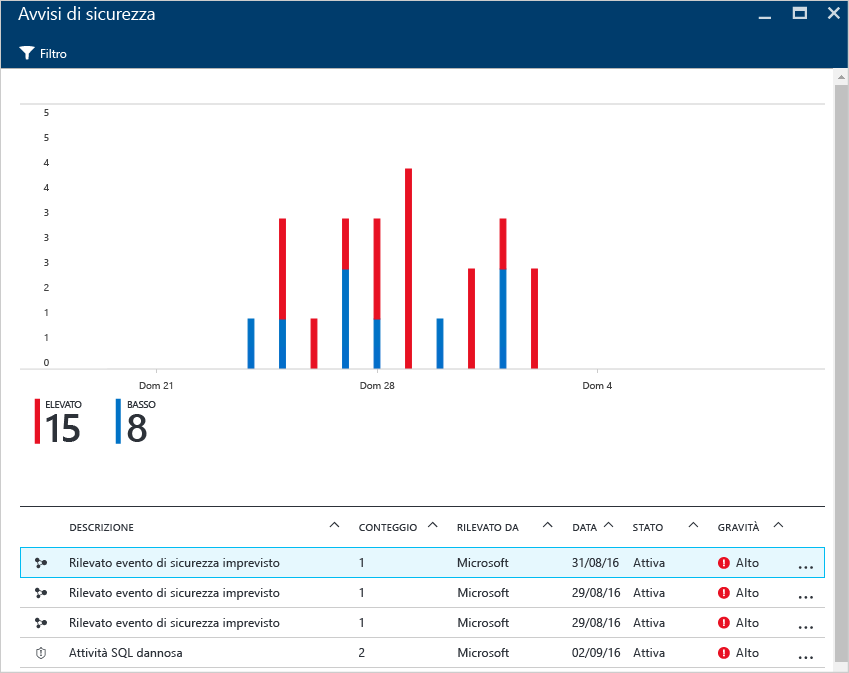 Avvisi di sicurezza
Filtro
5
5
4
4
3
3
3
2
1
1
0
Dom 21 Dom 28 Dom 4
ELEVATO BASSO
15 8
DESCRIZIONE CONTEGGIO RILEVATO DA DATA STATO GRAVITÀ
Rilevato evento di sicurezza imprevisto 1 Microsoft 31/08/16 Attiva Alto ...
Rilevato evento di sicurezza imprevisto 1 Microsoft 29/08/16 Attiva Alto ...
Rilevato evento di sicurezza imprevisto 1 Microsoft 29/08/16 Attiva Alto ...
Attività SQL dannosa 2 Microsoft 02/09/16 Attiva Alto ...